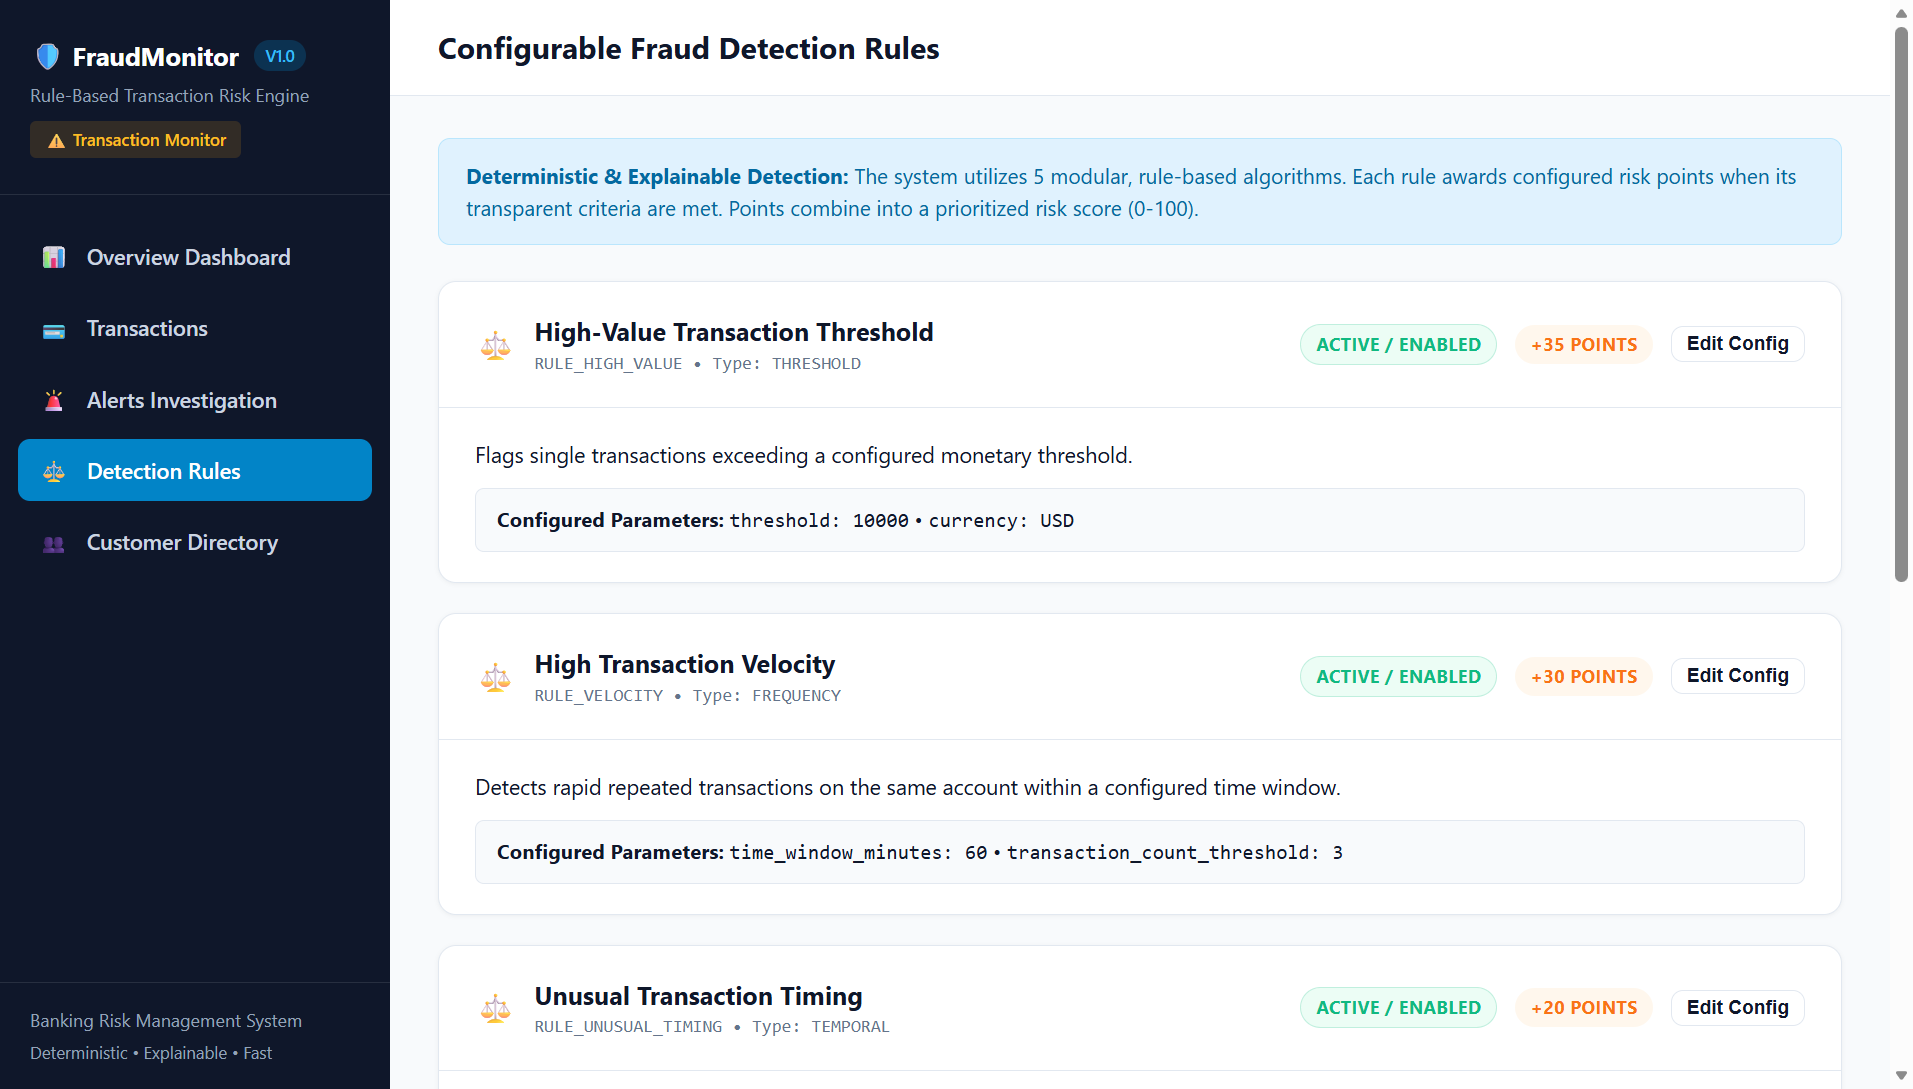 FraudMonitor V1.0
Rule-Based Transaction Risk Engine
Transaction Monitor
Overview Dashboard
Transactions
Alerts Investigation
Detection Rules
Customer Directory
Banking Risk Management System
Deterministic • Explainable • Fast
Configurable Fraud Detection Rules
Deterministic & Explainable Detection: The system utilizes 5 modular, rule-based algorithms. Each rule awards configured risk points when its
transparent criteria are met. Points combine into a prioritized risk score (0-100).
High-Value Transaction Threshold
RULE_HIGH_VALUE • Type: THRESHOLD
ACTIVE / ENABLED
+35 POINTS
Edit Config
Flags single transactions exceeding a configured monetary threshold.
Configured Parameters: threshold: 10000 • currency: USD
High Transaction Velocity
RULE_VELOCITY • Type: FREQUENCY
ACTIVE / ENABLED
+30 POINTS
Edit Config
Detects rapid repeated transactions on the same account within a configured time window.
Configured Parameters: time_window_minutes: 60 • transaction_count_threshold: 3
Unusual Transaction Timing
RULE_UNUSUAL_TIMING • Type: TEMPORAL
ACTIVE / ENABLED
+20 POINTS
Edit Config